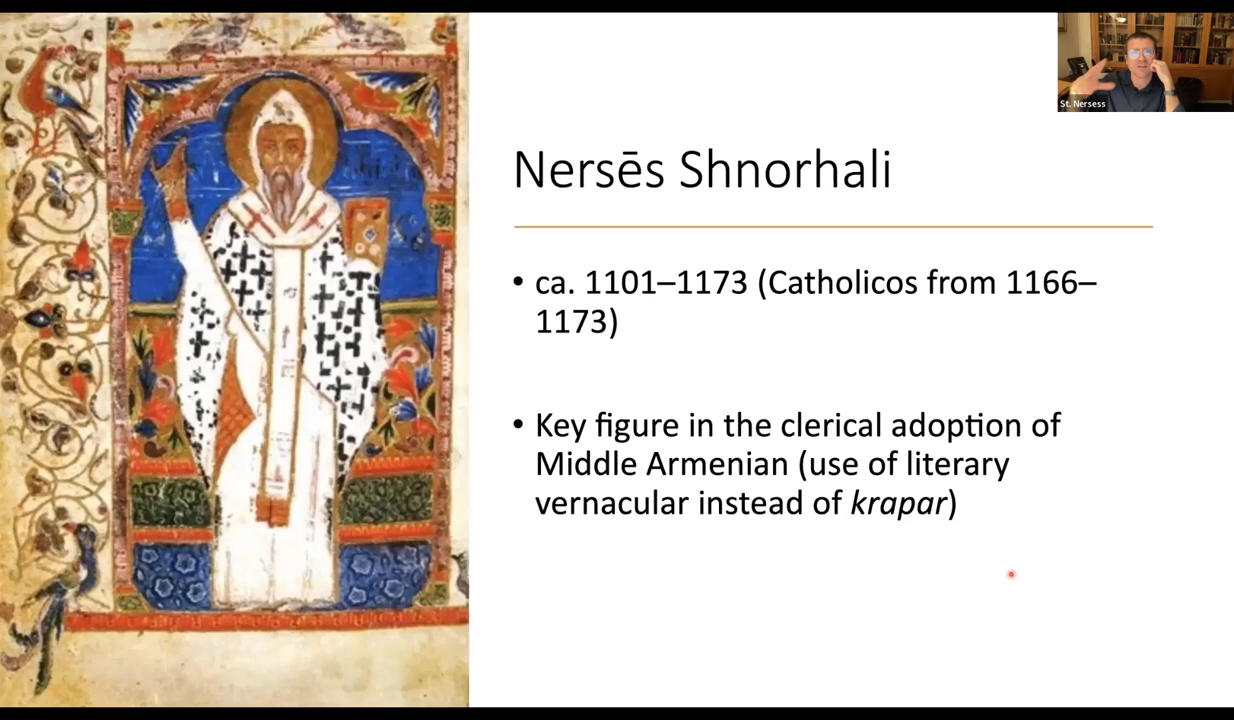 St. Nersess
Nersēs Shnorhali
• ca. 1101–1173 (Catholicos from 1166–
1173)
• Key figure in the clerical adoption of
Middle Armenian (use of literary
vernacular instead of krapar)